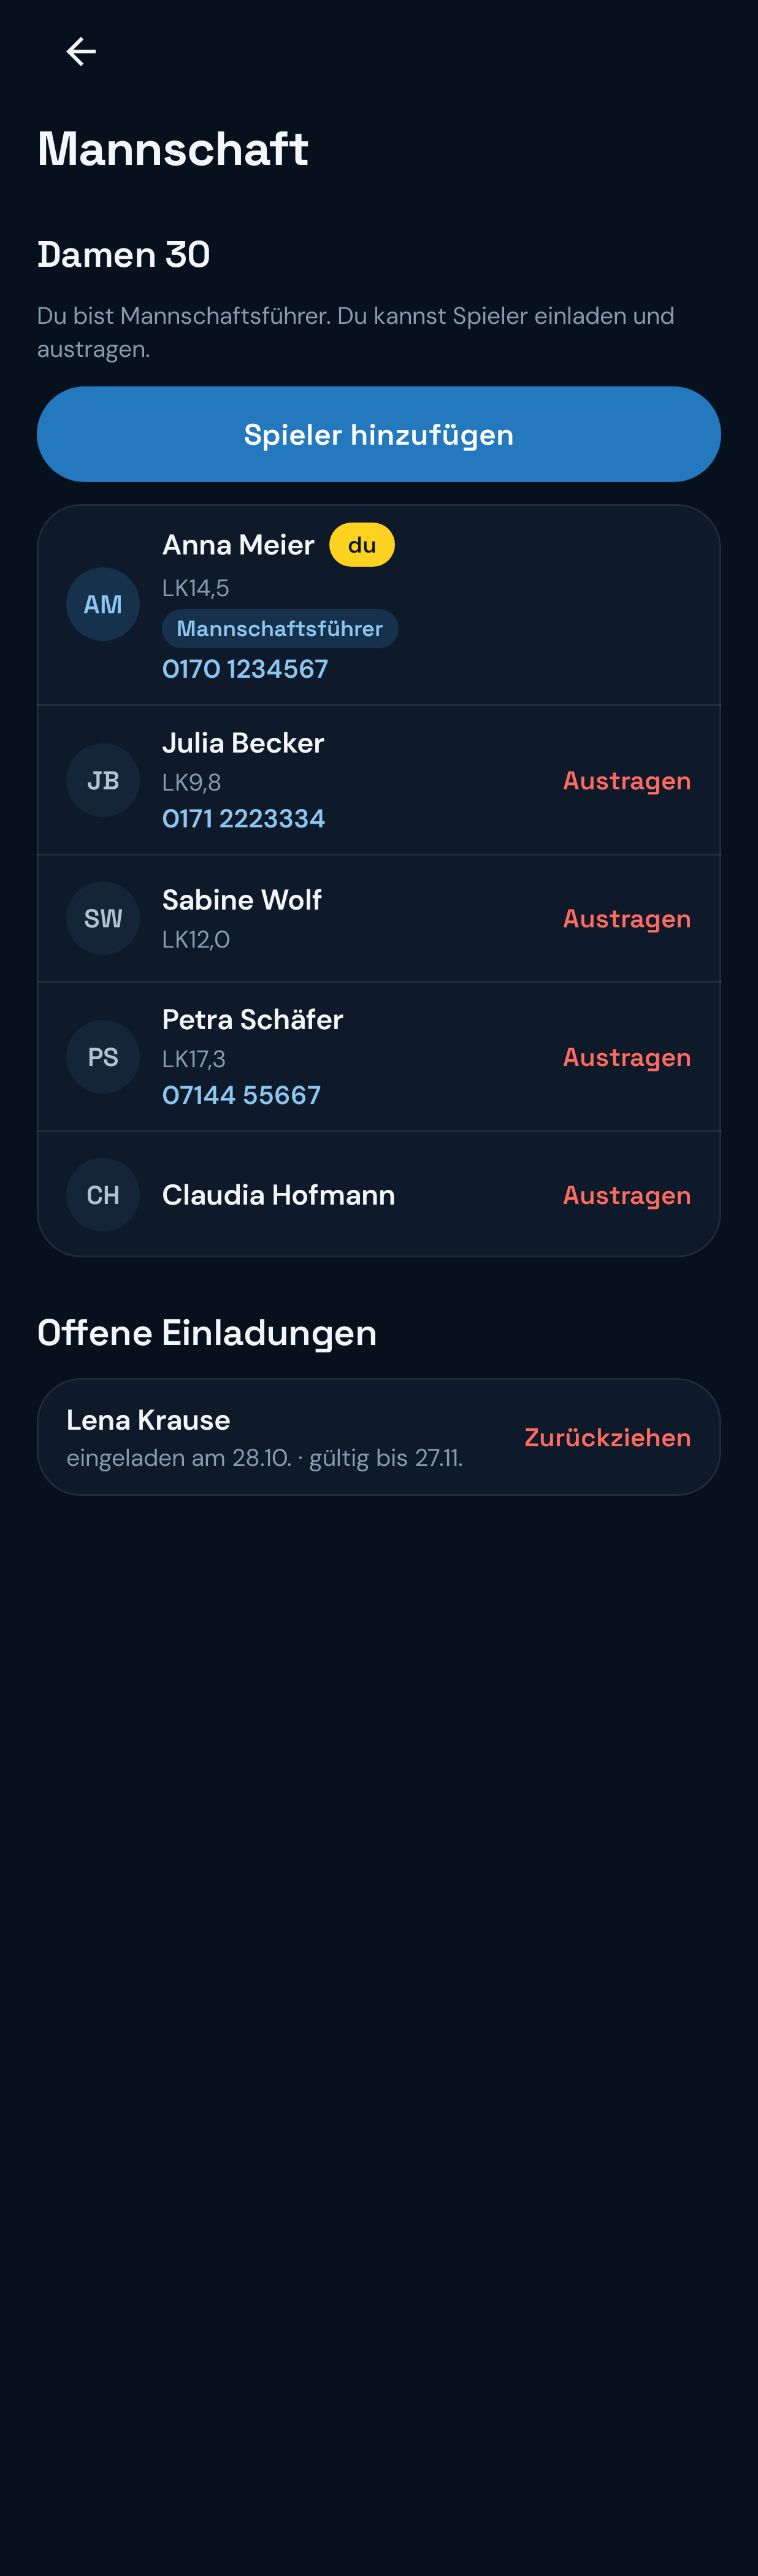 Mannschaft
Damen 30
Du bist Mannschaftsführer. Du kannst Spieler einladen und
austragen.
Spieler hinzufügen
Anna Meier du
AM
LK14,5
Mannschaftsführer
0170 1234567
Julia Becker
JB
LK9,8
Austragen
0171 2223334
Sabine Wolf
SW
LK12,0
Austragen
Petra Schäfer
PS
LK17,3
Austragen
07144 55667
CH
Claudia Hofmann
Austragen
Offene Einladungen
Lena Krause
eingeladen am 28.10. · gültig bis 27.11.
Zurückziehen